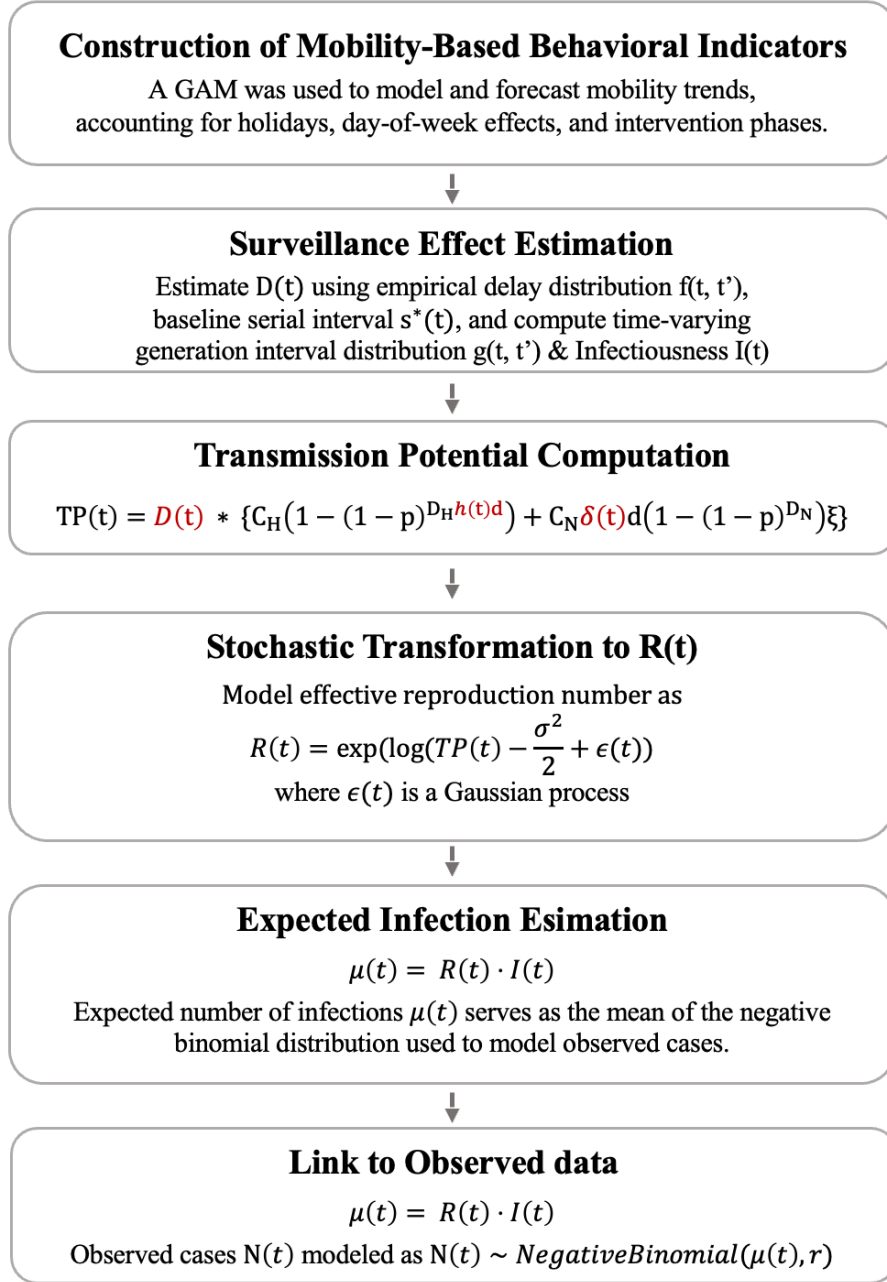 Construction of Mobility-Based Behavioral Indicators
A GAM was used to model and forecast mobility trends,
accounting for holidays, day-of-week effects, and intervention phases.
Surveillance Effect Estimation
Estimate D(t) using empirical delay distribution f(t, t’),
baseline serial interval s*(t), and compute time-varying
generation interval distribution g(t, t’) & Infectiousness I(t)
Transmission Potential Computation
TP(t) = D(t) * {C_H(1 − (1 − p)^{D_H h(t)d}) + C_N δ(t)d(1 − (1 − p)^{D_N})ξ}
Stochastic Transformation to R(t)
Model effective reproduction number as
R(t) = exp(log(TP(t) − σ²/2 + ϵ(t))
where ϵ(t) is a Gaussian process
Expected Infection Esimation
μ(t) = R(t) · I(t)
Expected number of infections μ(t) serves as the mean of the negative
binomial distribution used to model observed cases.
Link to Observed data
μ(t) = R(t) · I(t)
Observed cases N(t) modeled as N(t) ~ NegativeBinomial(μ(t), r)